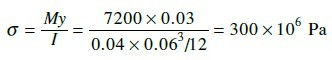 σ = My/I = 7200 × 0.03/0.04 × 0.06³/12 = 300 × 10⁶ Pa